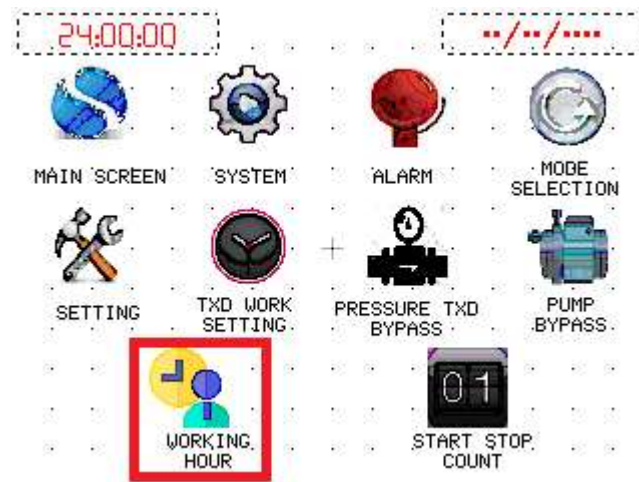 24:00:00
**/**/****
MAIN SCREEN
SYSTEM
ALARM
MODE
SELECTION
SETTING
TXD WORK
SETTING
PRESSURE TXD
BYPASS
PUMP
BYPASS
01
WORKING
HOUR
START STOP
COUNT